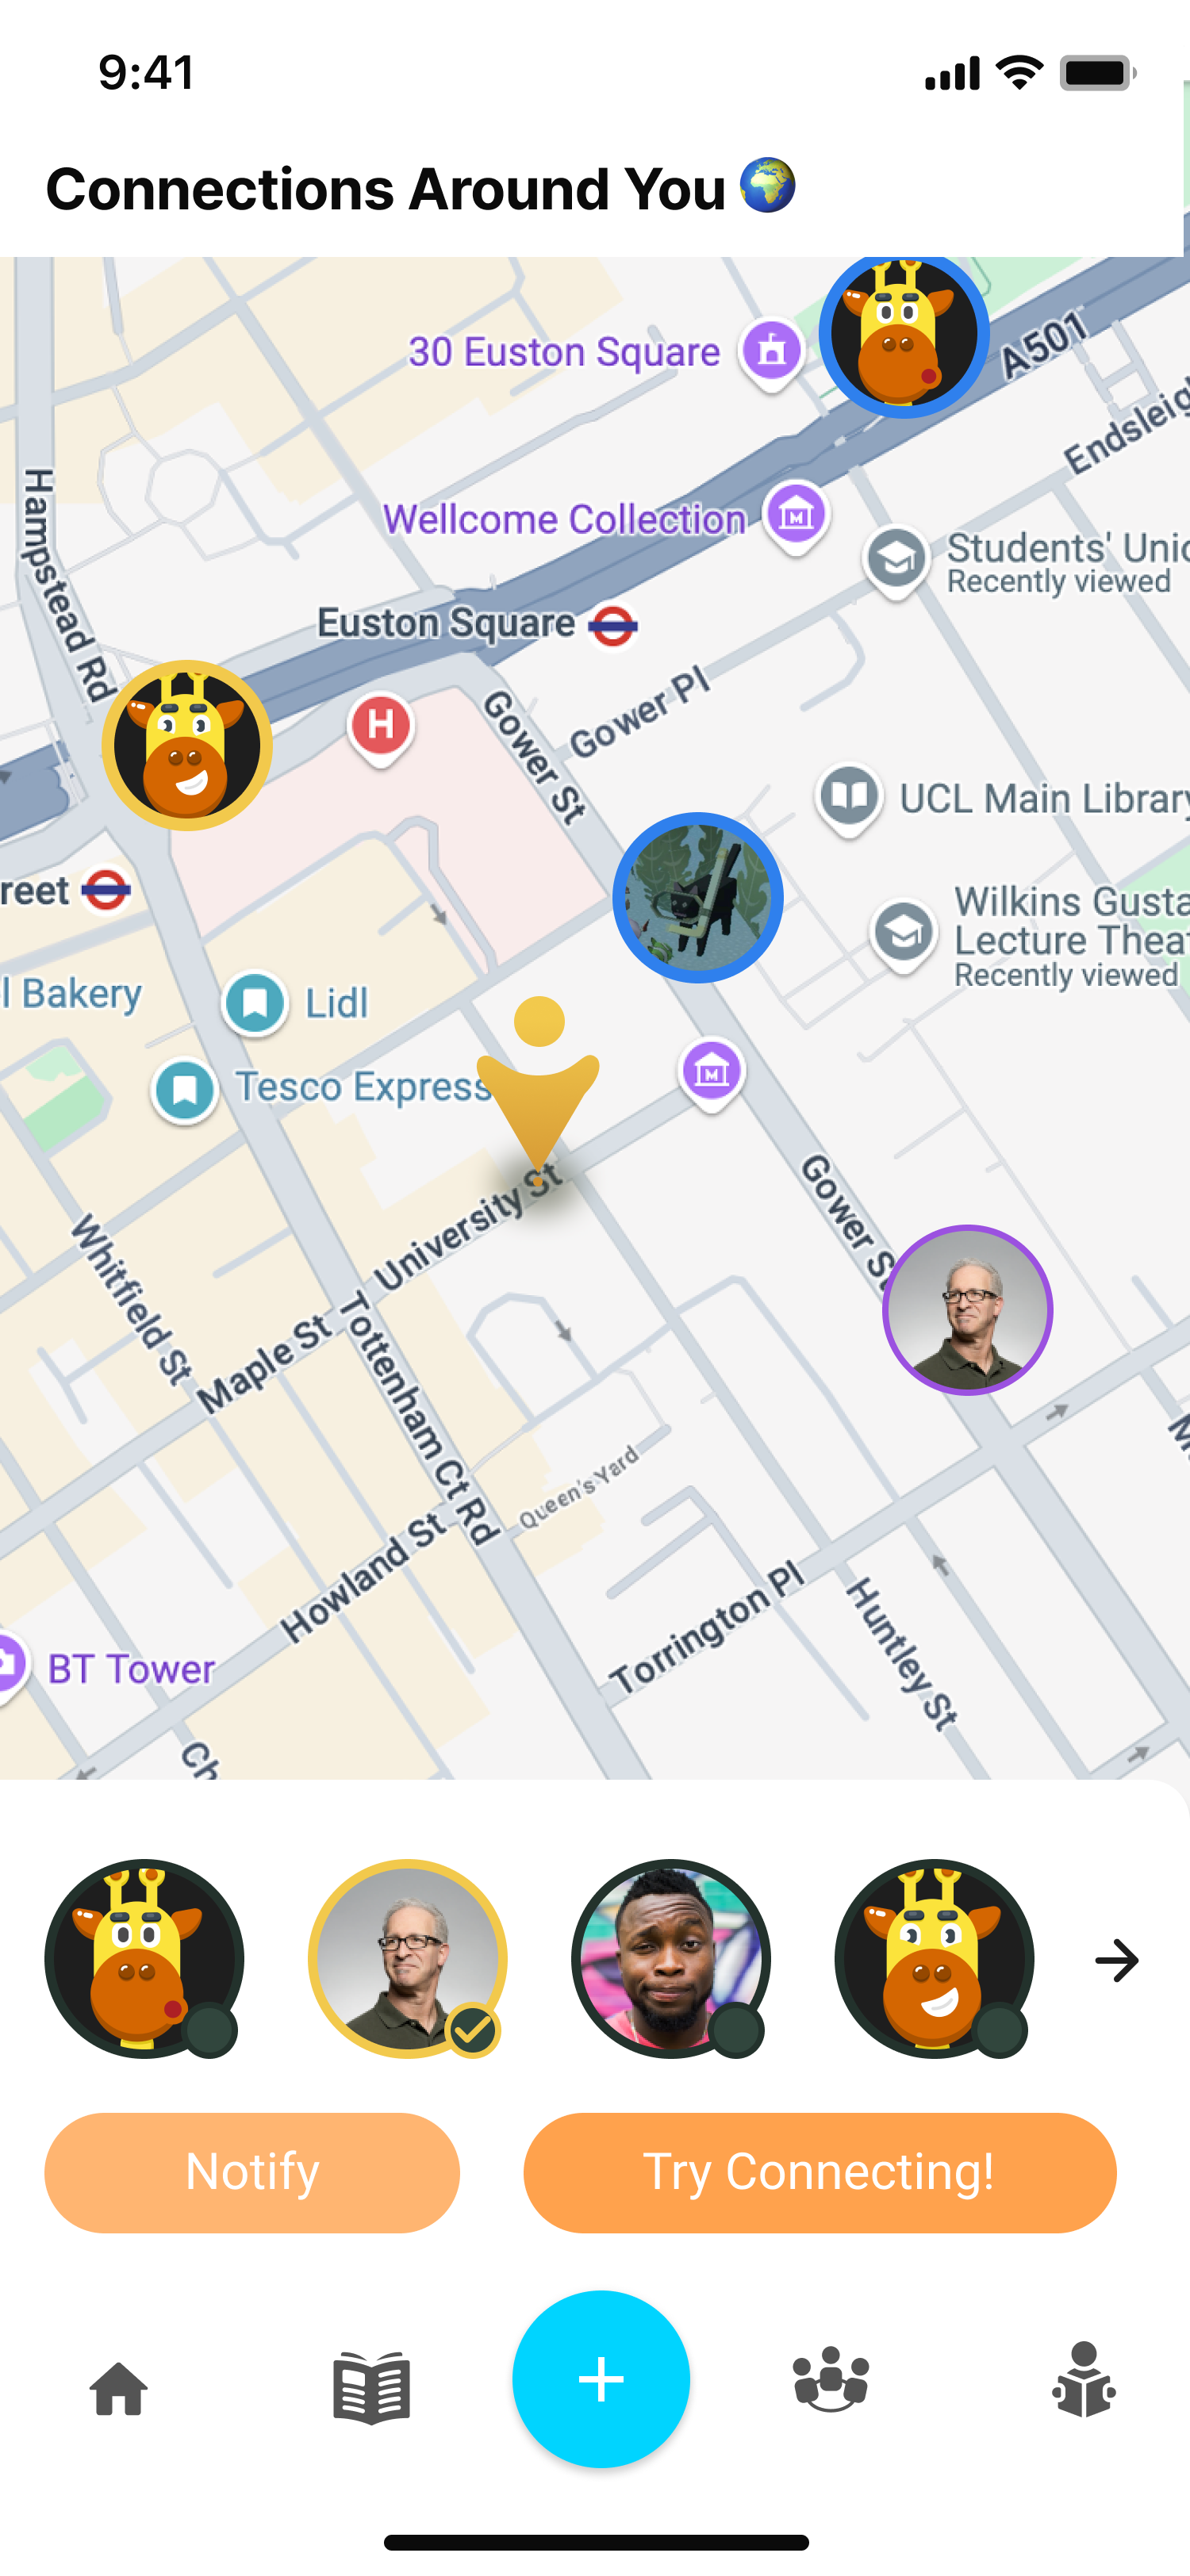 9:41
Connections Around You
30 Euston Square
A501
Endsleig
Hampstead Rd
Wellcome Collection
Students' Unio
Recently viewed
Euston Square
H
Gower St
Gower Pl
UCL Main Library
reet
Wilkins Gusta
Lecture Theat
Recently viewed
l Bakery
Lidl
Tesco Express
M
M
University St
Gower St
Whitfield St
Maple St
Tottenham Ct Rd
Queen's Yard
Howland St
Torrington Pl
Huntley St
BT Tower
Ch
Notify
Try Connecting!